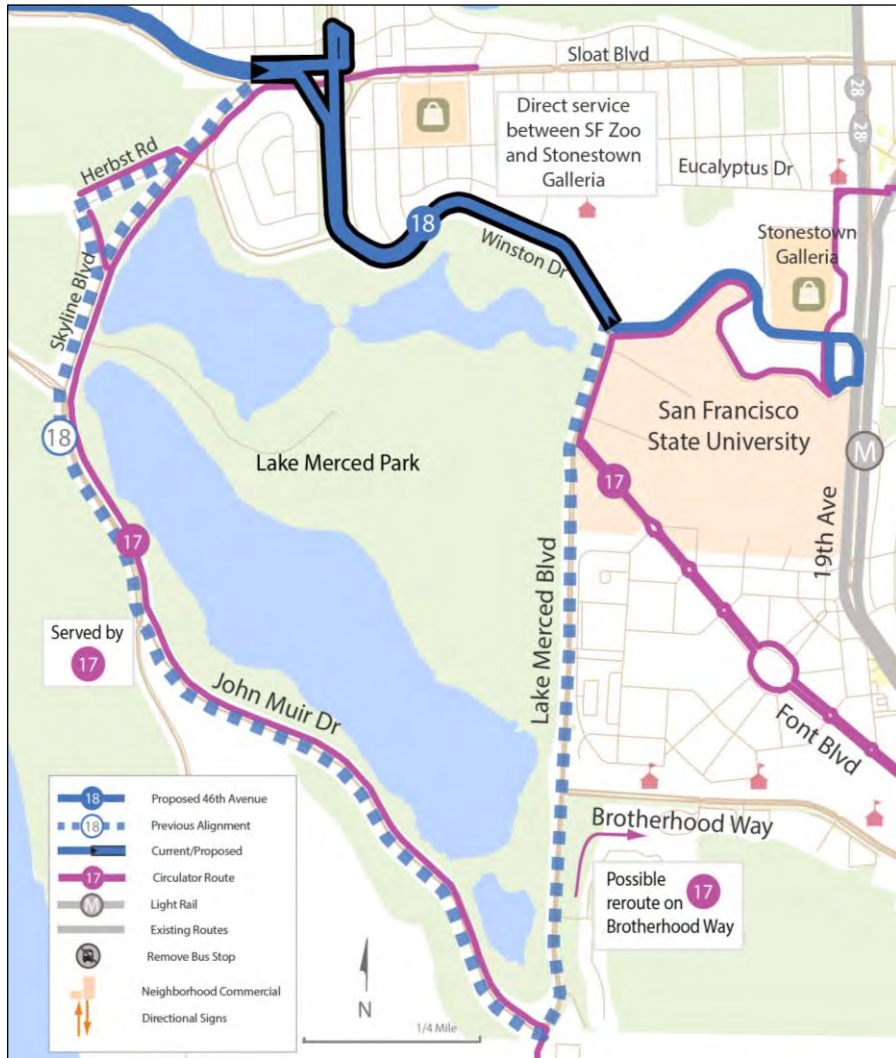 Sloat Blvd
28
28
Direct service
between SF Zoo
and Stonestown
Galleria
Herbst Rd
Eucalyptus Dr
18
Winston Dr
Stonestown
Galleria
Skyline Blvd
San Francisco
State University
18
Lake Merced Park
M
17
17
Lake Merced Blvd
19th Ave
Served by
17
John Muir Dr
Font Blvd
Brotherhood Way
Possible 17
reroute on
Brotherhood Way
18 Proposed 46th Avenue
18 Previous Alignment
Current/Proposed
17 Circulator Route
M Light Rail
Existing Routes
Remove Bus Stop
Neighborhood Commercial
Directional Signs
N
1/4 Mile